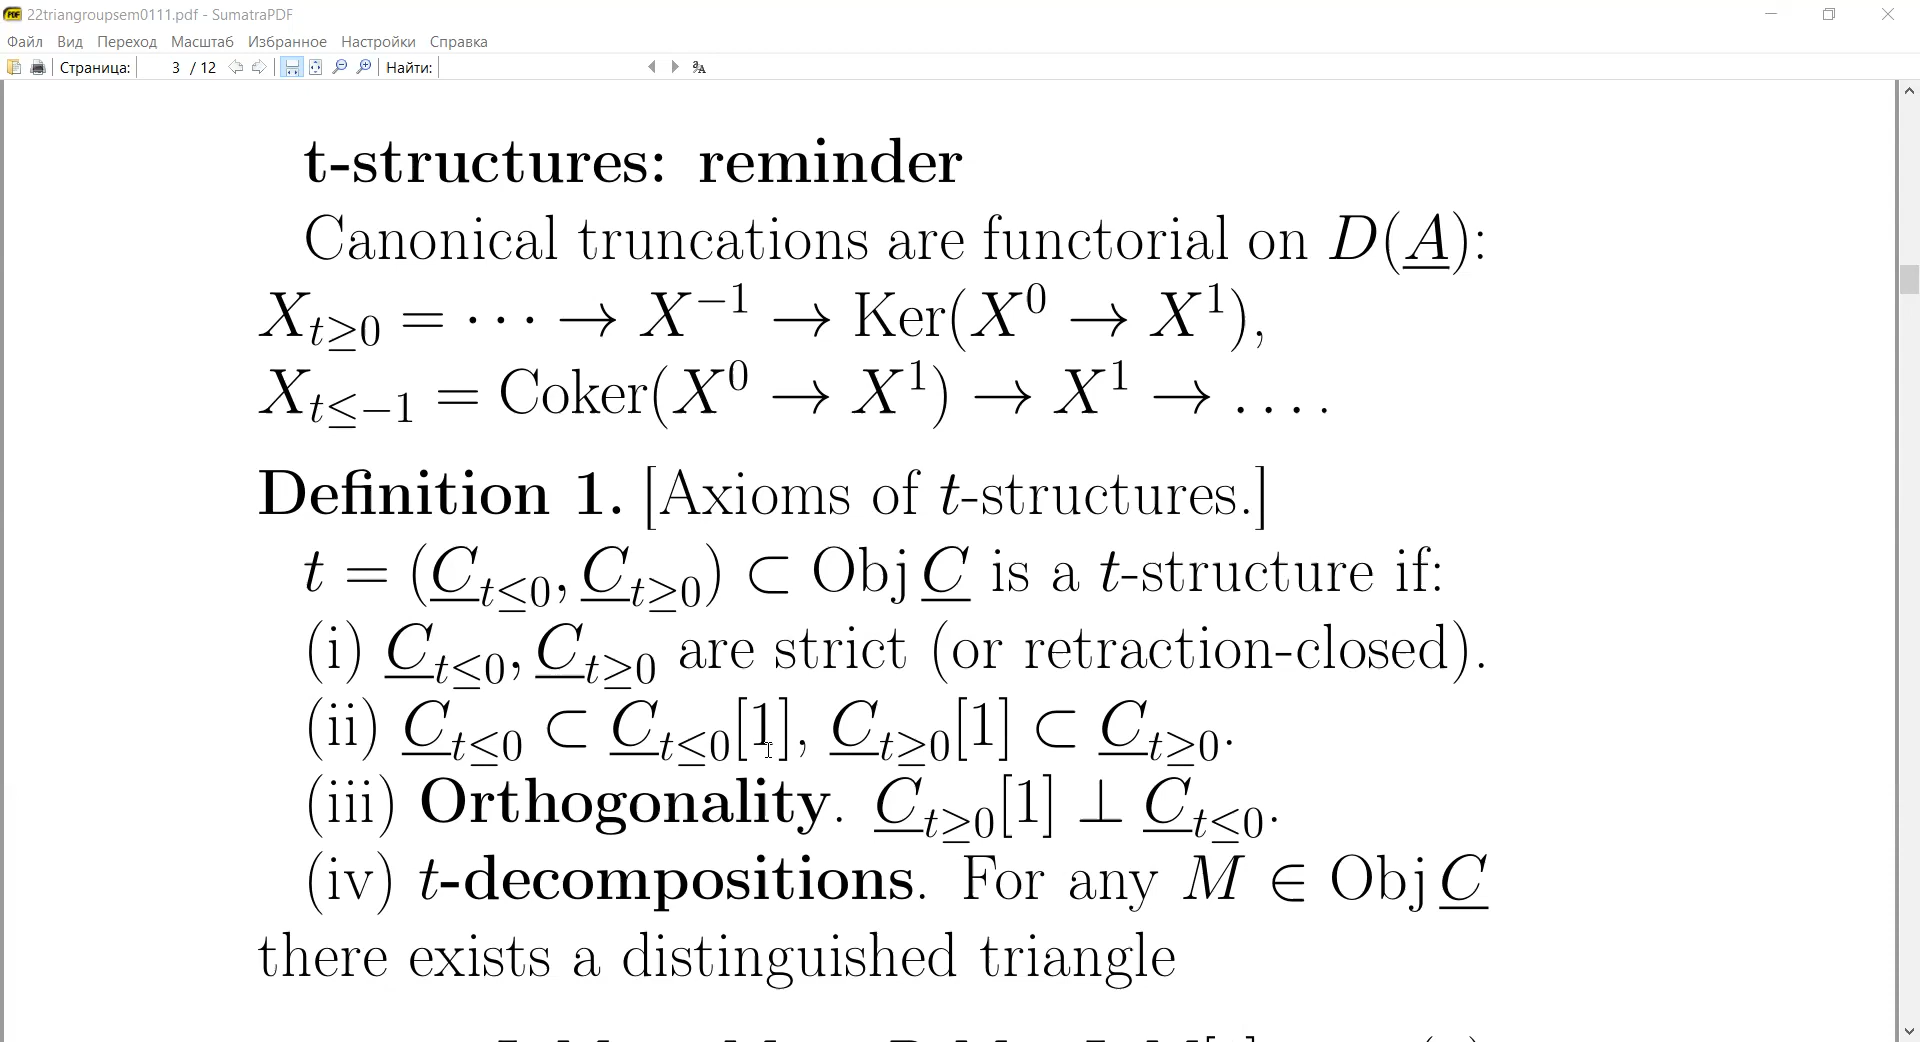 22triangroupsem0111.pdf - SumatraPDF
Файл Вид Переход Масштаб Избранное Настройки Справка
Страница: 3 / 12 Найти:
t-structures: reminder
Canonical truncations are functorial on D(A):
X_{t≥0} = ··· → X^{−1} → Ker(X^0 → X^1),
X_{t≤−1} = Coker(X^0 → X^1) → X^1 → ....
Definition 1. [Axioms of t-structures.]
t = (C_{t≤0}, C_{t≥0}) ⊂ Obj C is a t-structure if:
(i) C_{t≤0}, C_{t≥0} are strict (or retraction-closed).
(ii) C_{t≤0} ⊂ C_{t≤0}[1], C_{t≥0}[1] ⊂ C_{t≥0}.
(iii) Orthogonality. C_{t≥0}[1] ⊥ C_{t≤0}.
(iv) t-decompositions. For any M ∈ Obj C
there exists a distinguished triangle